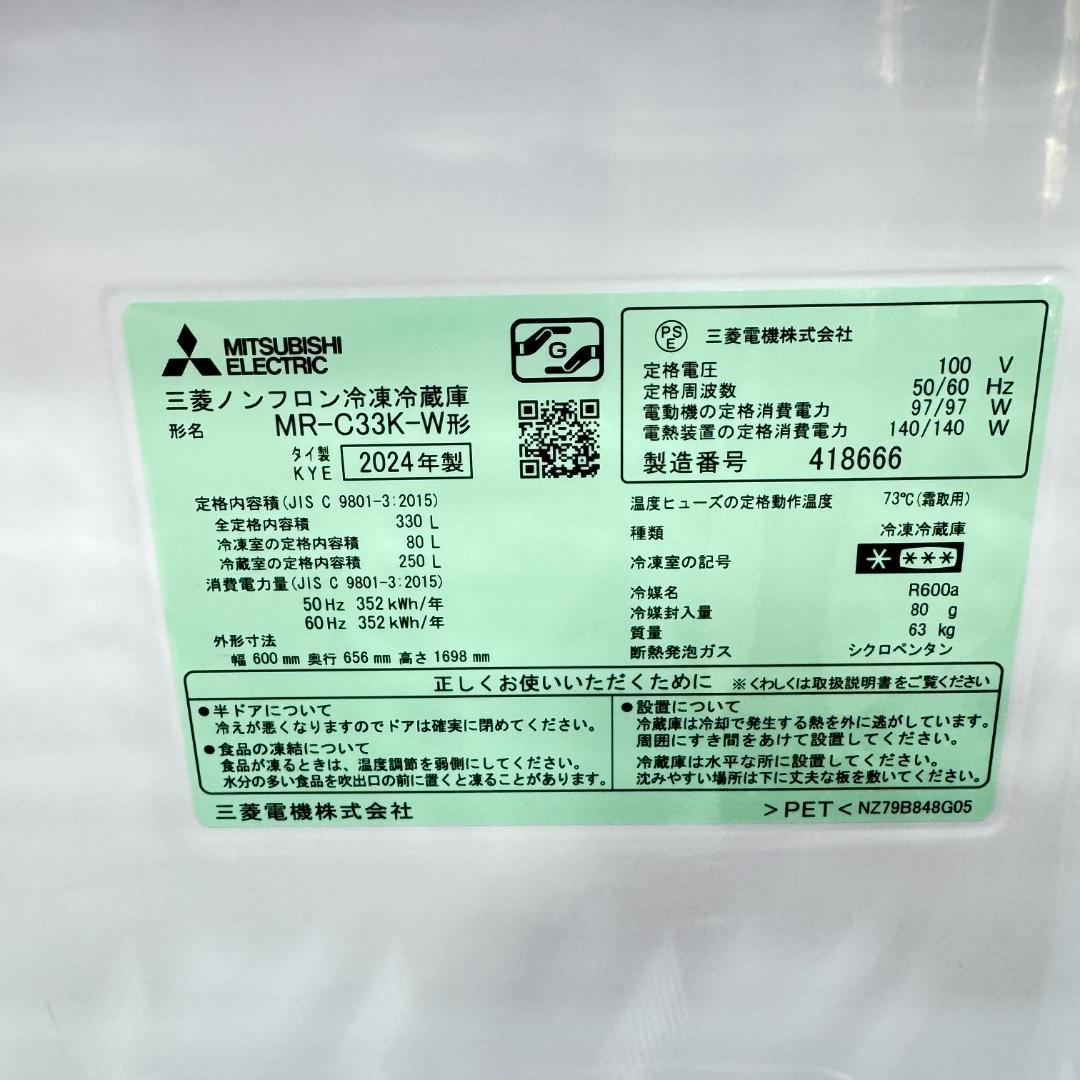 MITSUBISHI
ELECTRIC
G
三菱ノンフロン冷凍冷蔵庫
形名 MR-C33K-W形
タイ製
KYE 2024年製
PS
E
三菱電機株式会社
定格電圧 100 V
定格周波数 50/60 Hz
電動機の定格消費電力 97/97 W
電熱装置の定格消費電力 140/140 W
製造番号 418666
定格内容積(JIS C 9801-3:2015)
全定格内容積 330 L
冷凍室の定格内容積 80 L
冷蔵室の定格内容積 250 L
消費電力量(JIS C 9801-3:2015)
50Hz 352kWh/年
60Hz 352kWh/年
外形寸法
幅 600mm 奥行 656mm 高さ 1698mm
温度ヒューズの定格動作温度 73℃(霜取用)
種類 冷凍冷蔵庫
冷凍室の記号 * ***
冷媒名 R600a
冷媒封入量 80 g
質量 63 kg
断熱発泡ガス シクロペンタン
正しくお使いいただくために ※くわしくは取扱説明書をご覧ください
●半ドアについて
冷えが悪くなりますのでドアは確実に閉めてください。
●食品の凍結について
食品が凍るときは、温度調節を弱側にしてください。
水分の多い食品を吹出口の前に置くと凍ることがあります。
●設置について
冷蔵庫は冷却で発生する熱を外に逃がしています。
周囲にすき間をあけて設置してください。
冷蔵庫は水平な所に設置してください。
沈みやすい場所は下に丈夫な板を敷いてください。
三菱電機株式会社 >PET< NZ79B848G05